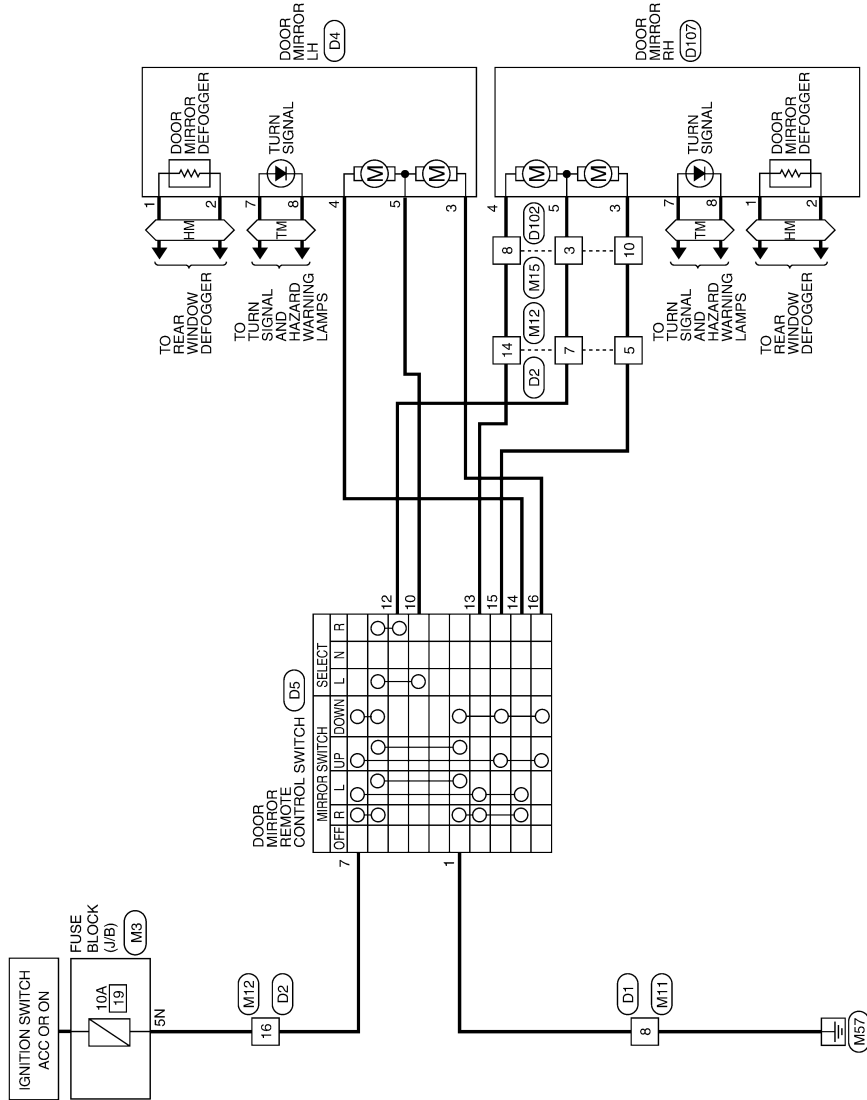 DOOR
MIRROR
LH
D4
DOOR
MIRROR
RH
D107
DOOR
MIRROR
DEFOGGER
TURN
SIGNAL
M
M
1
2
7
8
4
5
3
HM
TM
TO
REAR
WINDOW
DEFOGGER
TO
TURN
SIGNAL
AND
HAZARD
WARNING
LAMPS
M
M
TURN
SIGNAL
DOOR
MIRROR
DEFOGGER
4
5
3
7
8
1
2
8
D102
3
M15
10
14
M12
7
D2
5
TM
HM
TO
TURN
SIGNAL
AND
HAZARD
WARNING
LAMPS
TO
REAR
WINDOW
DEFOGGER
DOOR
MIRROR
REMOTE
CONTROL SWITCH
D5
MIRROR SWITCH
SELECT
OFF
R
L
UP
DOWN
L
N
R
12
10
13
15
14
16
7
1
IGNITION SWITCH
ACC OR ON
FUSE
BLOCK
(J/B)
M3
10A
19
5N
M12
16
D2
D1
8
M11
M57